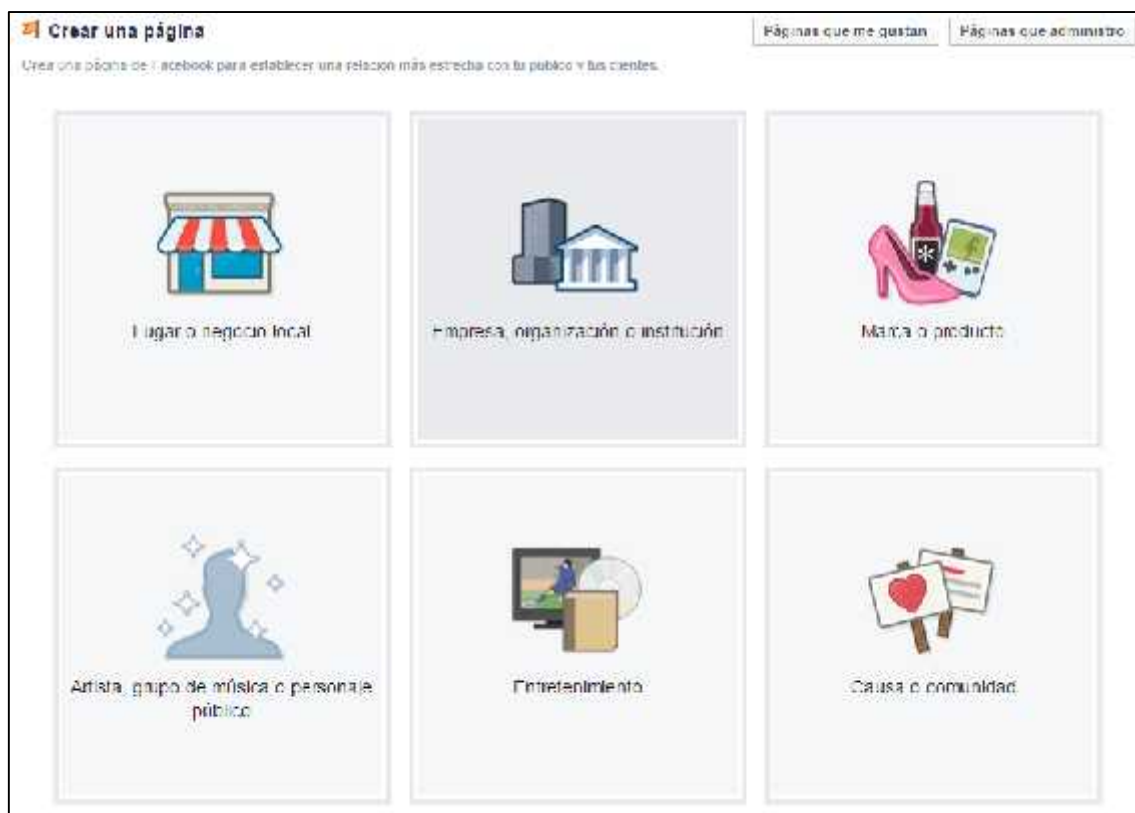 Crear una página
Páginas que me gustan
Páginas que administro
Crea una página de Facebook para establecer una relación más estrecha con tu público y tus clientes.
Lugar o negocio local
Empresa, organización o institución
Marca o producto
Artista, grupo de música o personaje
público
Entretenimiento
Causa o comunidad